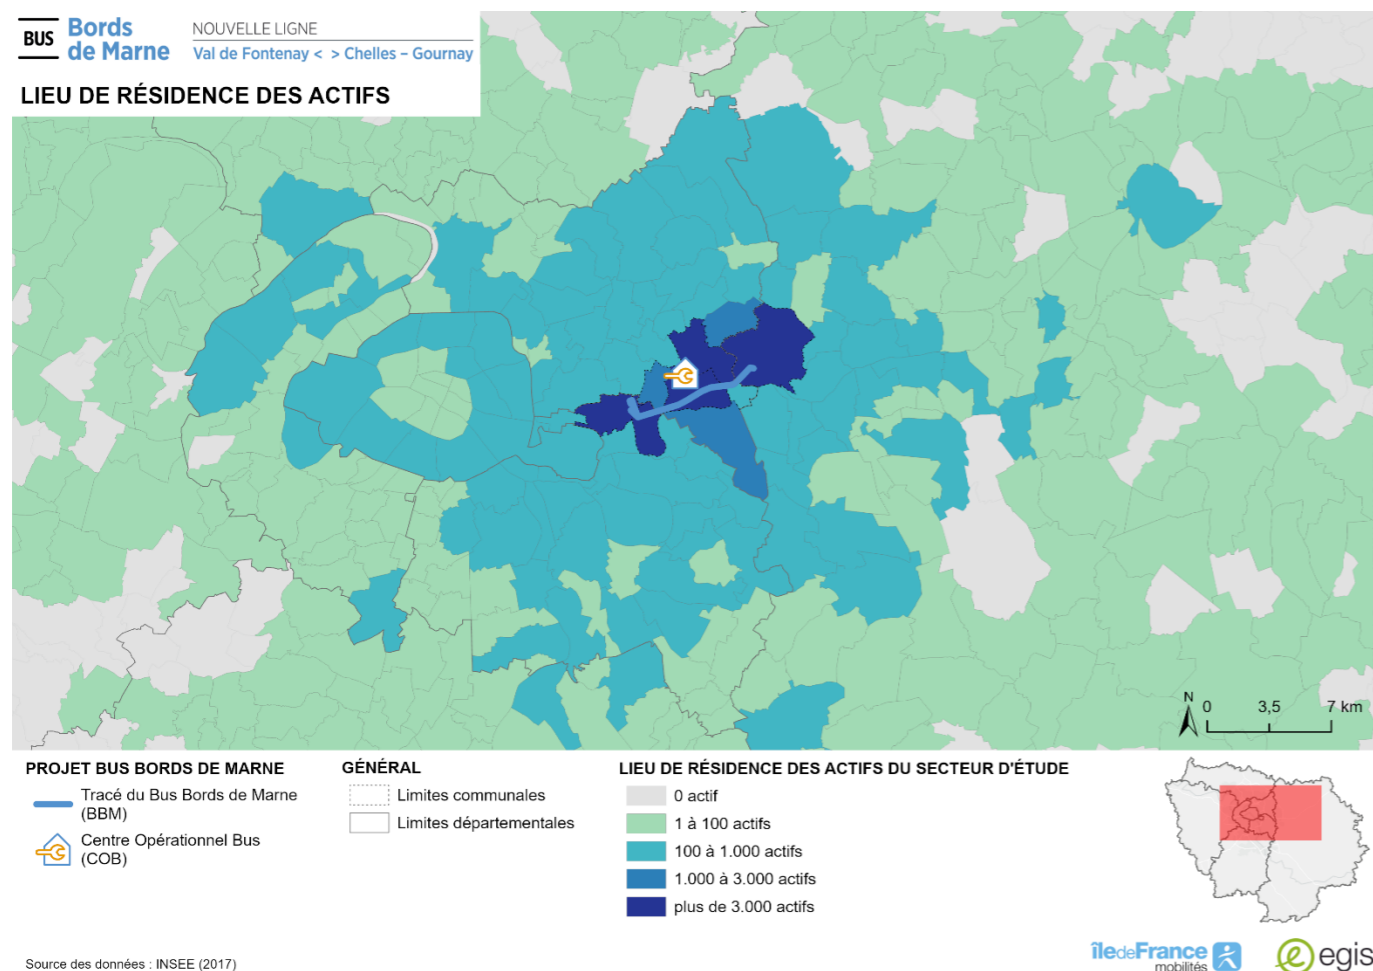 BUS
Bords
de Marne
NOUVELLE LIGNE
Val de Fontenay < > Chelles – Gournay
LIEU DE RÉSIDENCE DES ACTIFS
N
0 3,5 7 km
PROJET BUS BORDS DE MARNE
Tracé du Bus Bords de Marne
(BBM)
Centre Opérationnel Bus
(COB)
GÉNÉRAL
Limites communales
Limites départementales
LIEU DE RÉSIDENCE DES ACTIFS DU SECTEUR D'ÉTUDE
0 actif
1 à 100 actifs
100 à 1.000 actifs
1.000 à 3.000 actifs
plus de 3.000 actifs
Source des données : INSEE (2017)
îledeFrance
mobilités
egis